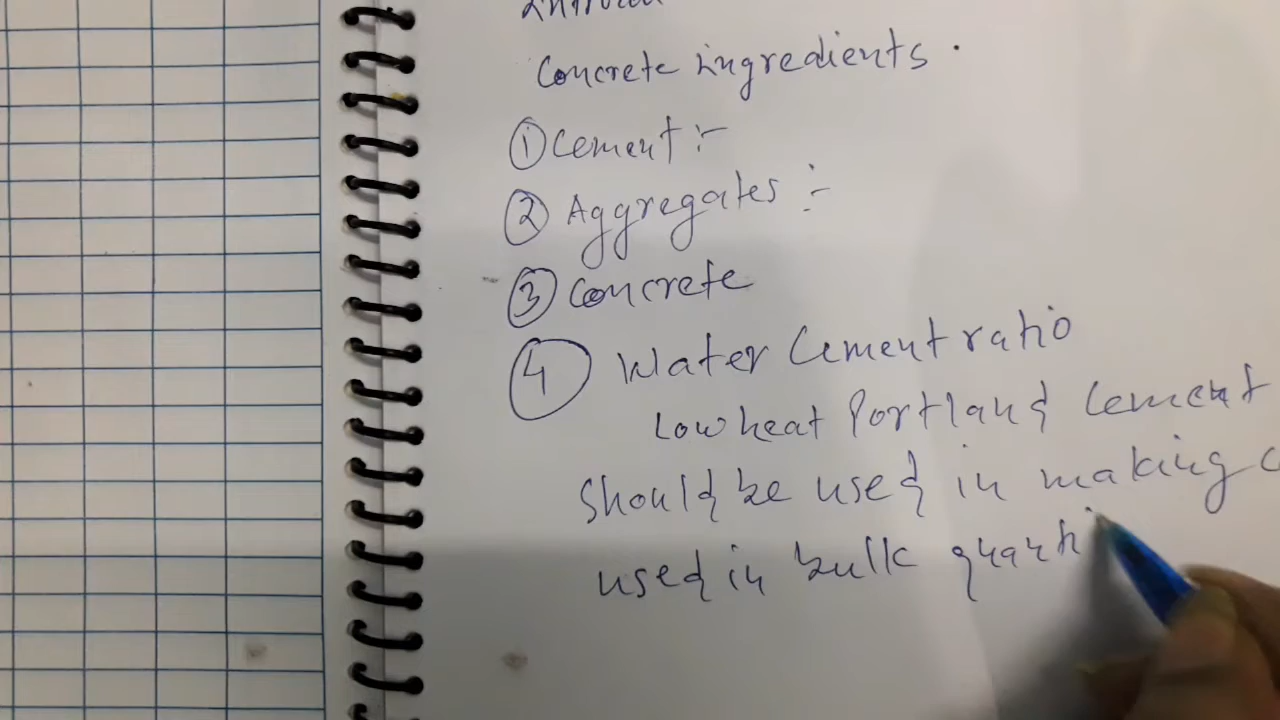 Concrete ingredients.
① Cement :-
② Aggregates :-
③ Concrete
④ Water Cement ratio
Low heat Portland Cement
should be used in making
used in bulk